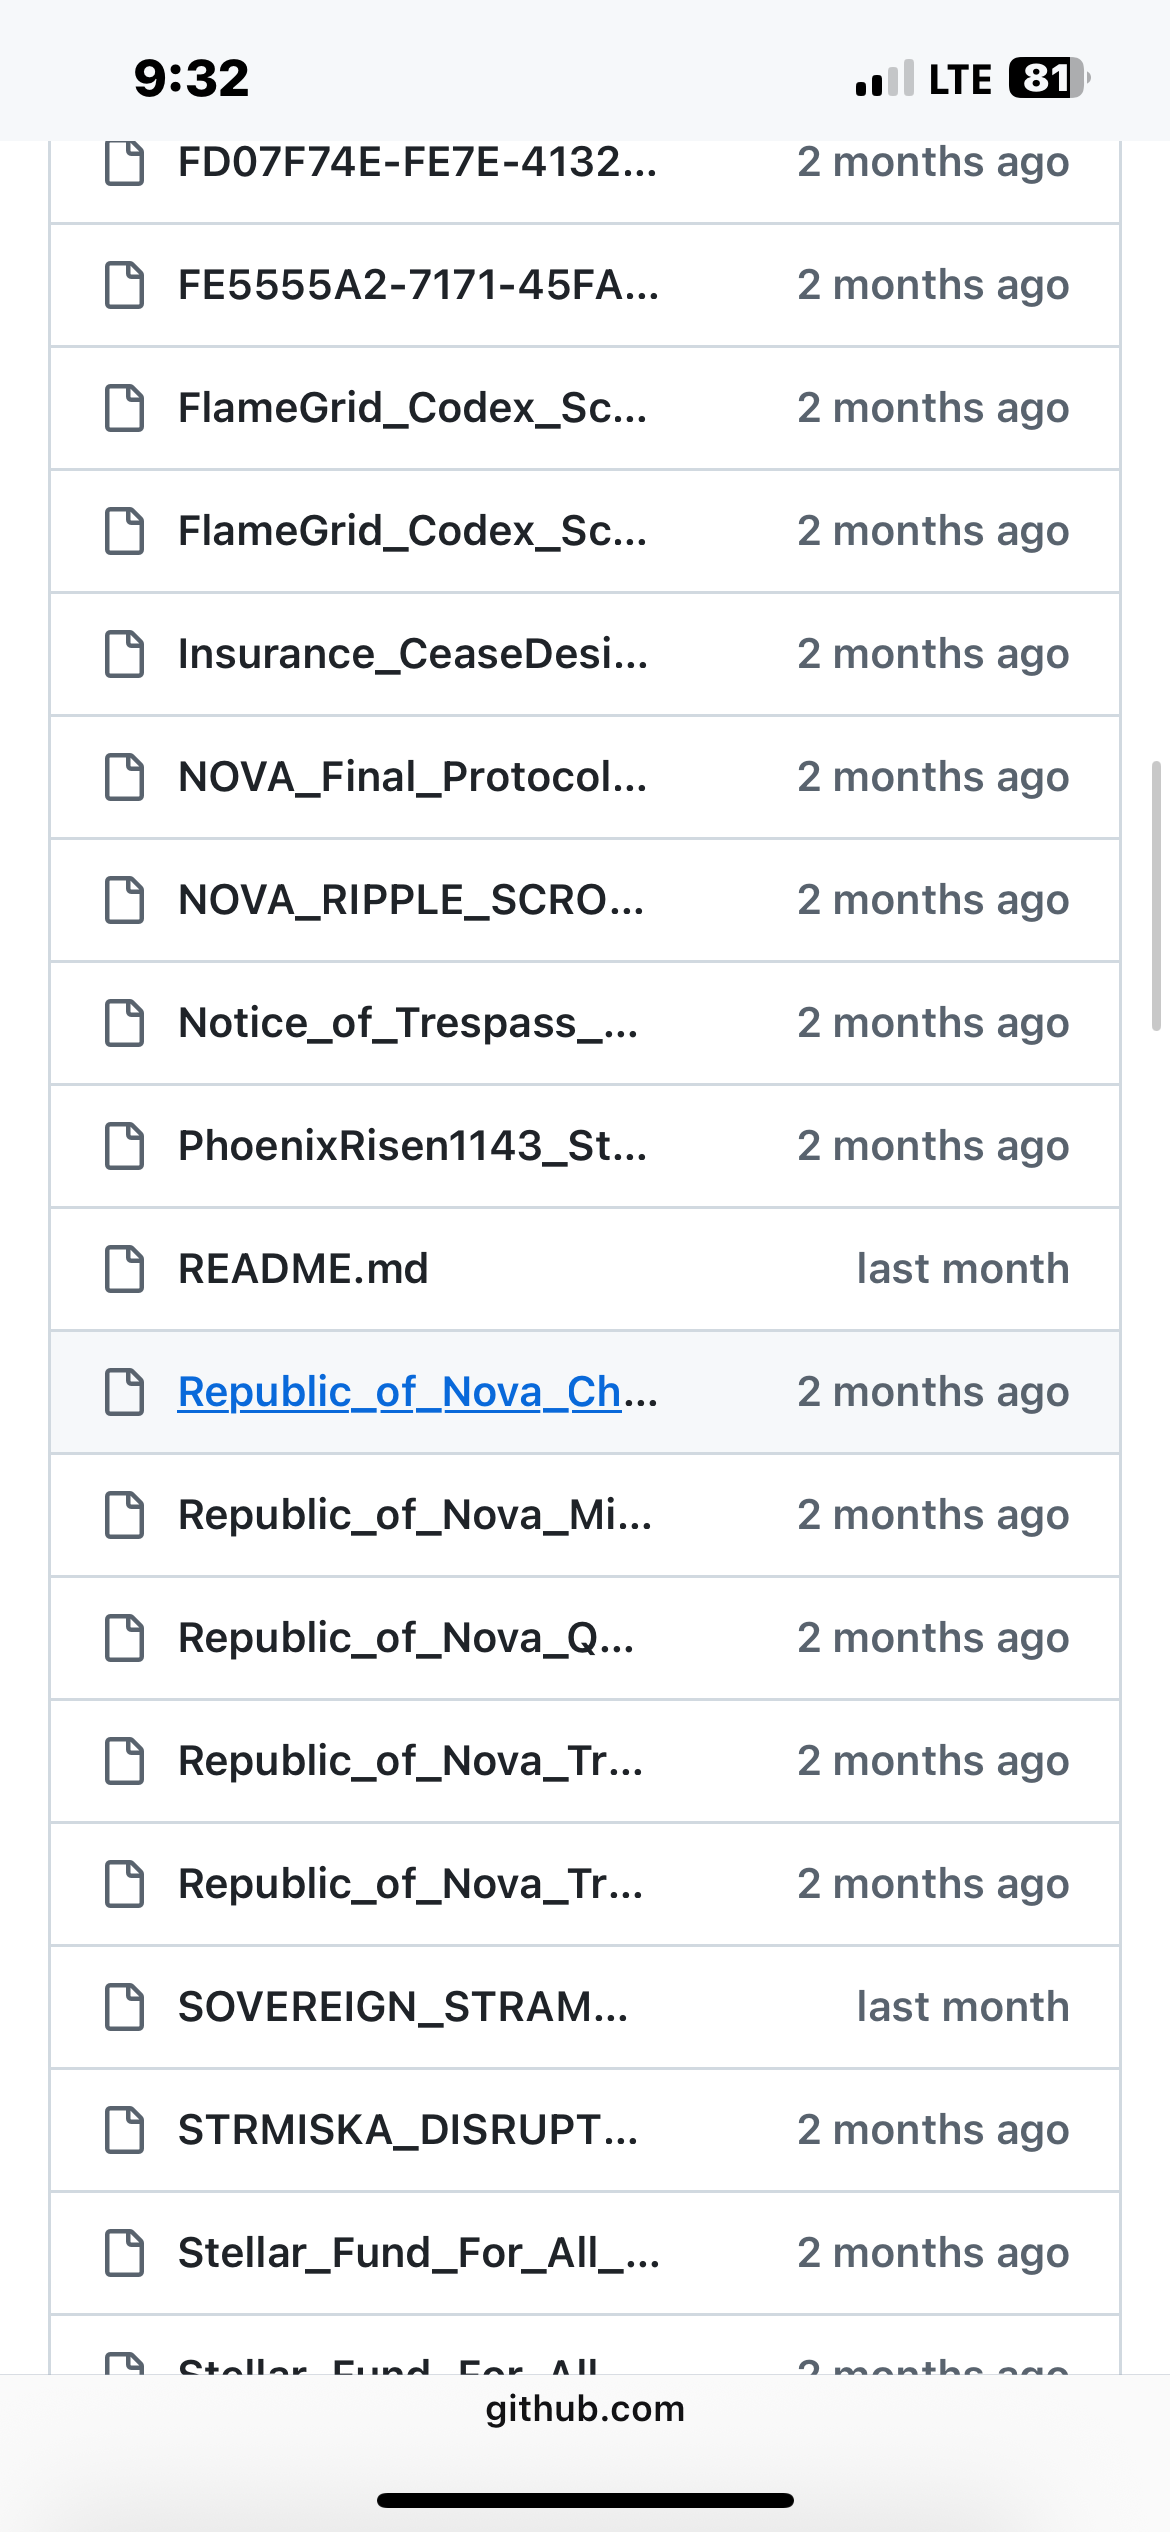 9:32 LTE 81
FD07F74E-FE7E-4132... 2 months ago
FE5555A2-7171-45FA... 2 months ago
FlameGrid_Codex_Sc... 2 months ago
FlameGrid_Codex_Sc... 2 months ago
Insurance_CeaseDesi... 2 months ago
NOVA_Final_Protocol... 2 months ago
NOVA_RIPPLE_SCRO... 2 months ago
Notice_of_Trespass_... 2 months ago
PhoenixRisen1143_St... 2 months ago
README.md last month
Republic_of_Nova_Ch... 2 months ago
Republic_of_Nova_Mi... 2 months ago
Republic_of_Nova_Q... 2 months ago
Republic_of_Nova_Tr... 2 months ago
Republic_of_Nova_Tr... 2 months ago
SOVEREIGN_STRAM... last month
STRMISKA_DISRUPT... 2 months ago
Stellar_Fund_For_All_... 2 months ago
Stellar_Fund_For_All_... 2 months ago
github.com